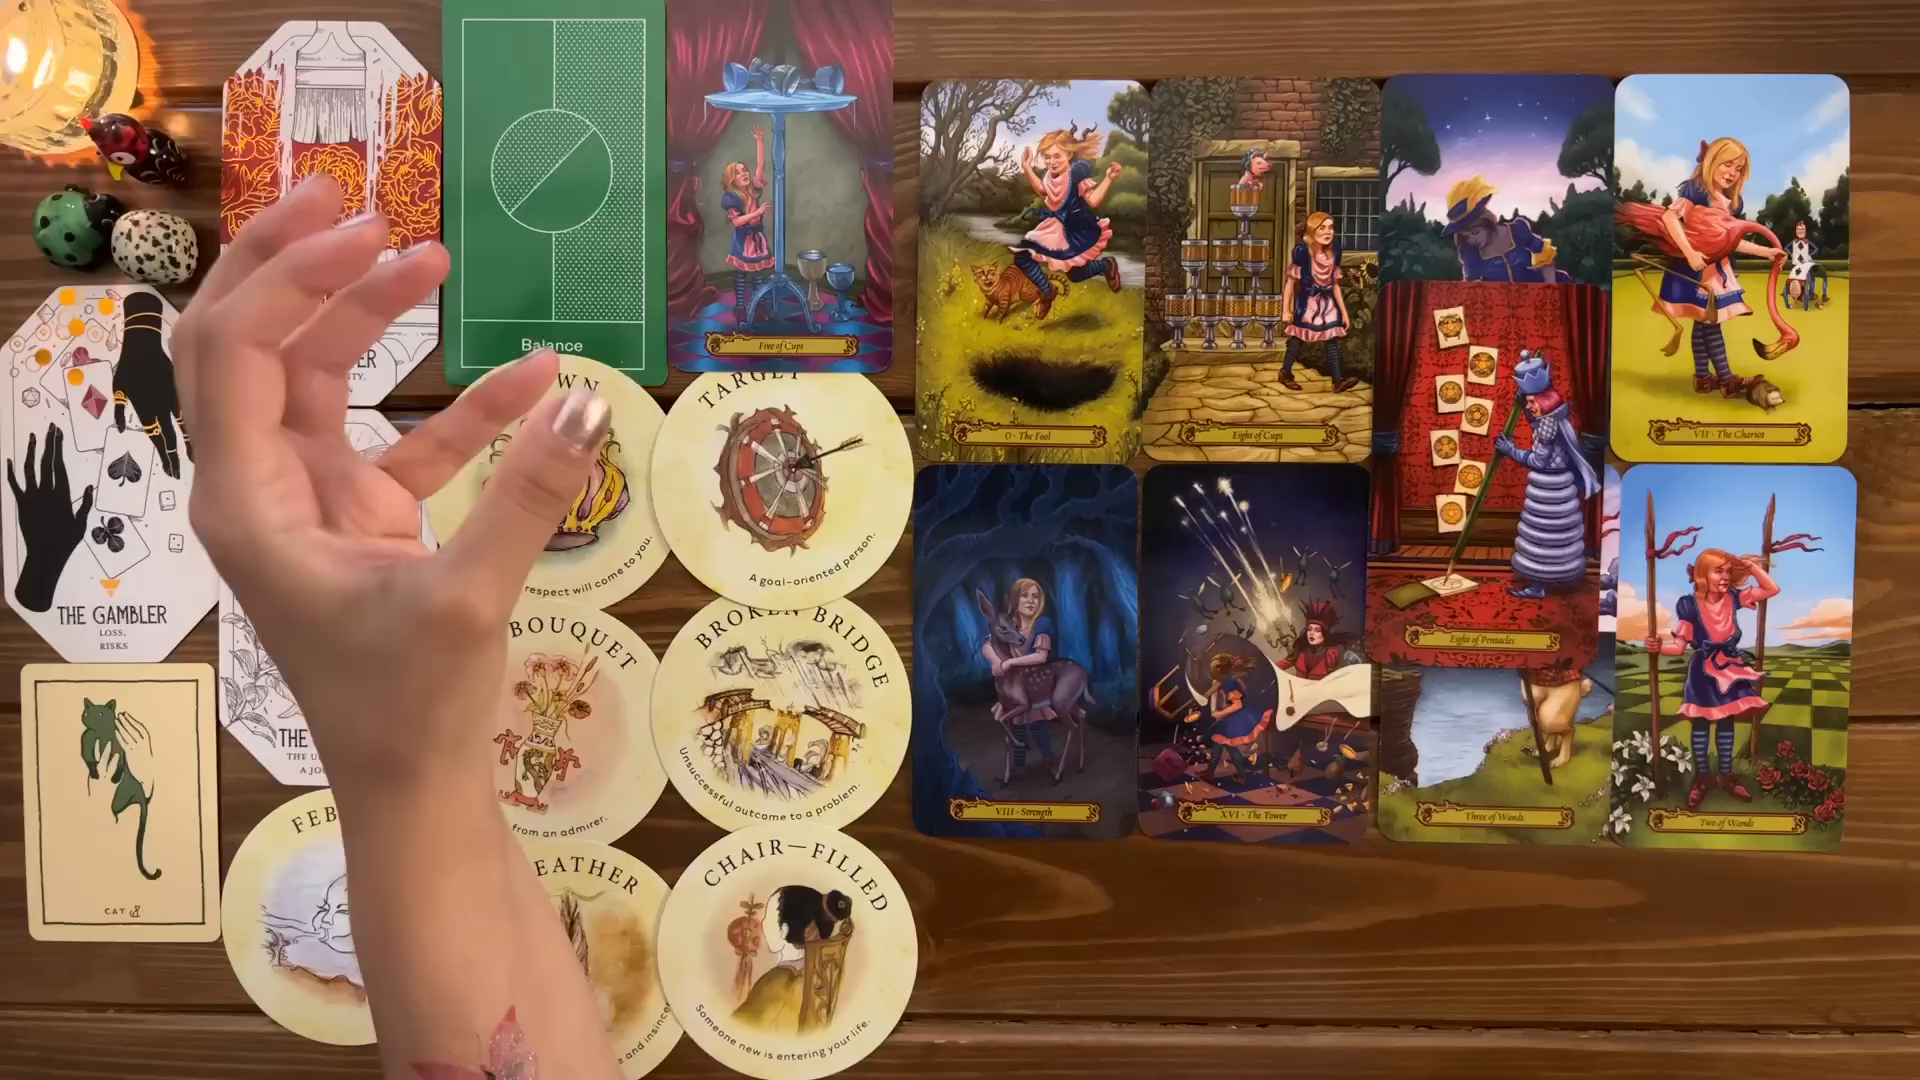 Balance
Five of Cups
0 · The Fool
Eight of Cups
VII · The Chariot
THE GAMBLER
LOSS,
RISKS
TARGET
A goal-oriented person.
respect will come to you.
BOUQUET
from an admirer.
BROKEN BRIDGE
Unsuccessful outcome to a problem.
Eight of Pentacles
VIII · Strength
XVI · The Tower
Three of Wands
Two of Wands
THE
CAT
FEB
EATHER
CHAIR—FILLED
Someone new is entering your life.